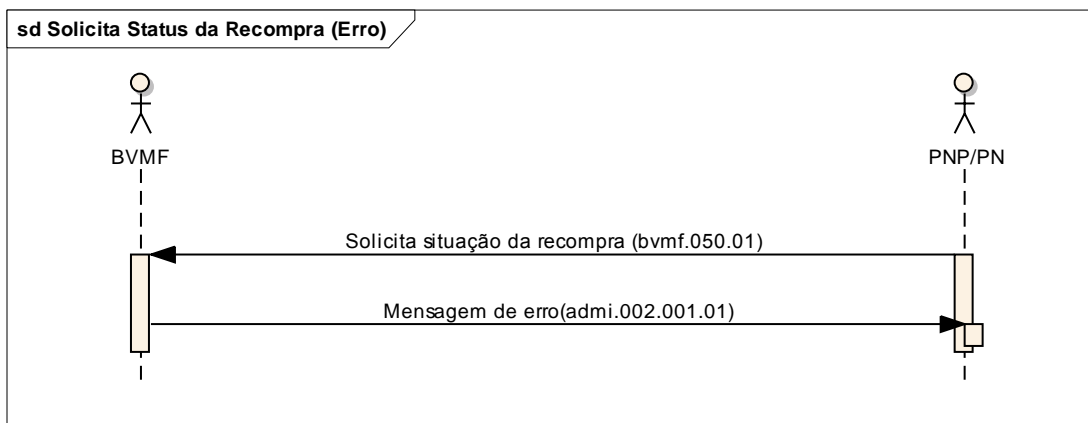 sd Solicita Status da Recompra (Erro)
BVMF
PNP/PN
Solicita situação da recompra (bvmf.050.01)
Mensagem de erro(admi.002.001.01)